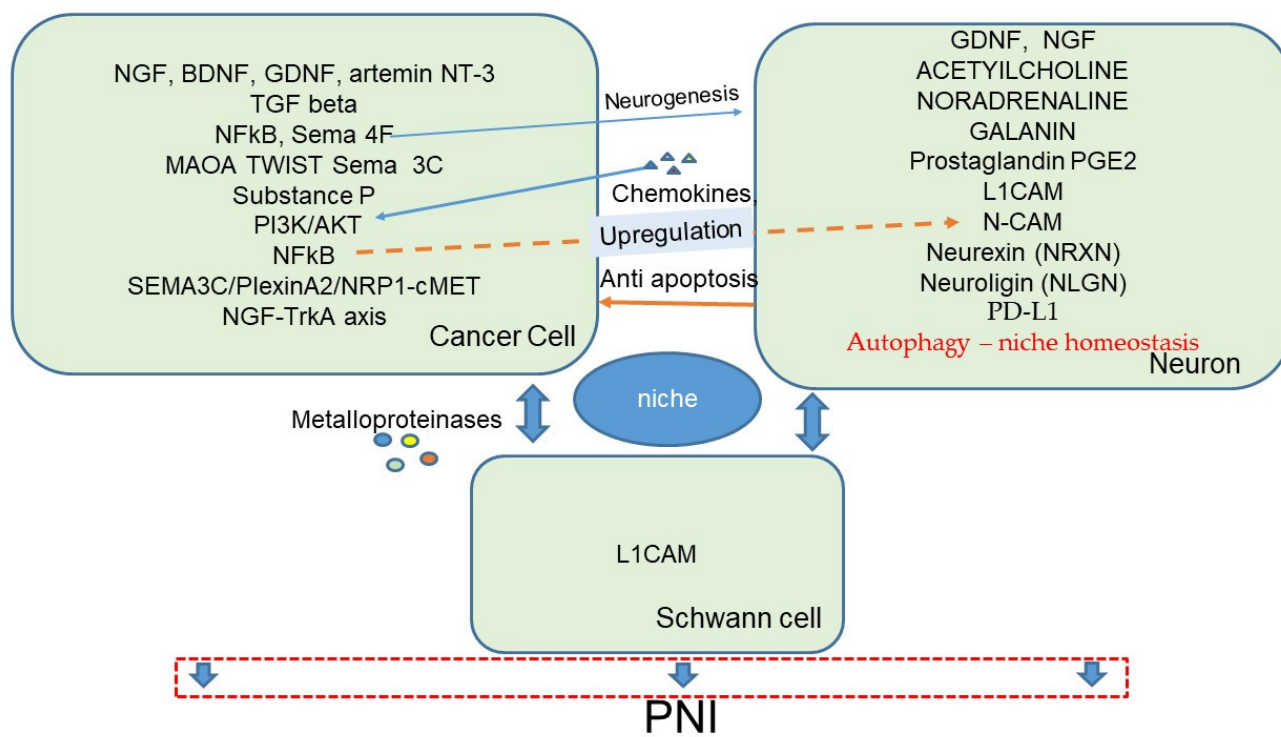 NGF, BDNF, GDNF, artemin NT-3
TGF beta
NFkB, Sema 4F
MAOA TWIST Sema 3C
Substance P
PI3K/AKT
NFkB
SEMA3C/PlexinA2/NRP1-cMET
NGF-TrkA axis
Cancer Cell
Neurogenesis
Chemokines,
Upregulation
Anti apoptosis
GDNF, NGF
ACETYILCHOLINE
NORADRENALINE
GALANIN
Prostaglandin PGE2
L1CAM
N-CAM
Neurexin (NRXN)
Neuroligin (NLGN)
PD-L1
Autophagy – niche homeostasis
Neuron
niche
Metalloproteinases
L1CAM
Schwann cell
PNI